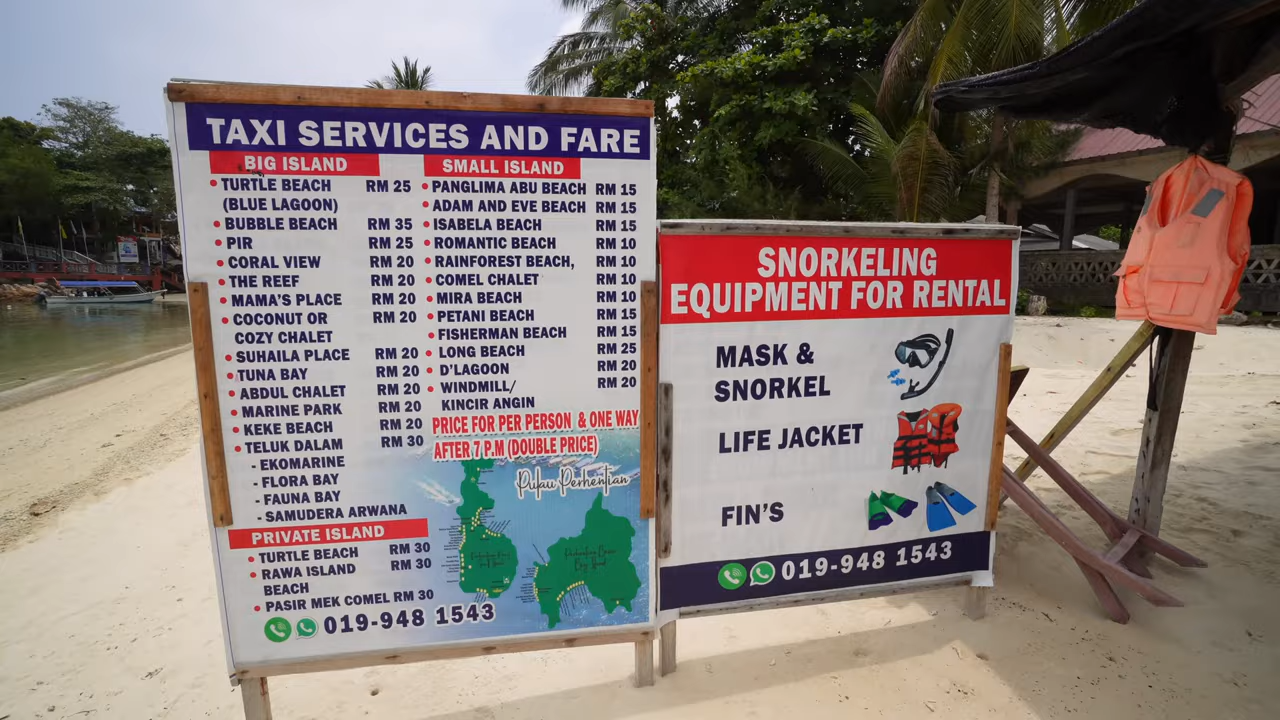 TAXI SERVICES AND FARE
BIG ISLAND
TURTLE BEACH RM 25
(BLUE LAGOON)
BUBBLE BEACH RM 35
PIR RM 25
CORAL VIEW RM 20
THE REEF RM 20
MAMA'S PLACE RM 20
COCONUT OR RM 20
COZY CHALET
SUHAILA PLACE RM 20
TUNA BAY RM 20
ABDUL CHALET RM 20
MARINE PARK RM 20
KEKE BEACH RM 20
TELUK DALAM RM 30
- EKOMARINE
- FLORA BAY
- FAUNA BAY
- SAMUDERA ARWANA
PRIVATE ISLAND
TURTLE BEACH RM 30
RAWA ISLAND RM 30
BEACH
PASIR MEK COMEL RM 30
SMALL ISLAND
PANGLIMA ABU BEACH RM 15
ADAM AND EVE BEACH RM 15
ISABELA BEACH RM 15
ROMANTIC BEACH RM 10
RAINFOREST BEACH, RM 10
COMEL CHALET RM 10
MIRA BEACH RM 10
PETANI BEACH RM 15
FISHERMAN BEACH RM 15
LONG BEACH RM 25
D'LAGOON RM 20
WINDMILL/ RM 20
KINCIR ANGIN
PRICE FOR PER PERSON & ONE WAY
AFTER 7 P.M (DOUBLE PRICE)
Pulau Perhentian
019-948 1543
SNORKELING
EQUIPMENT FOR RENTAL
MASK &
SNORKEL
LIFE JACKET
FIN'S
019-948 1543